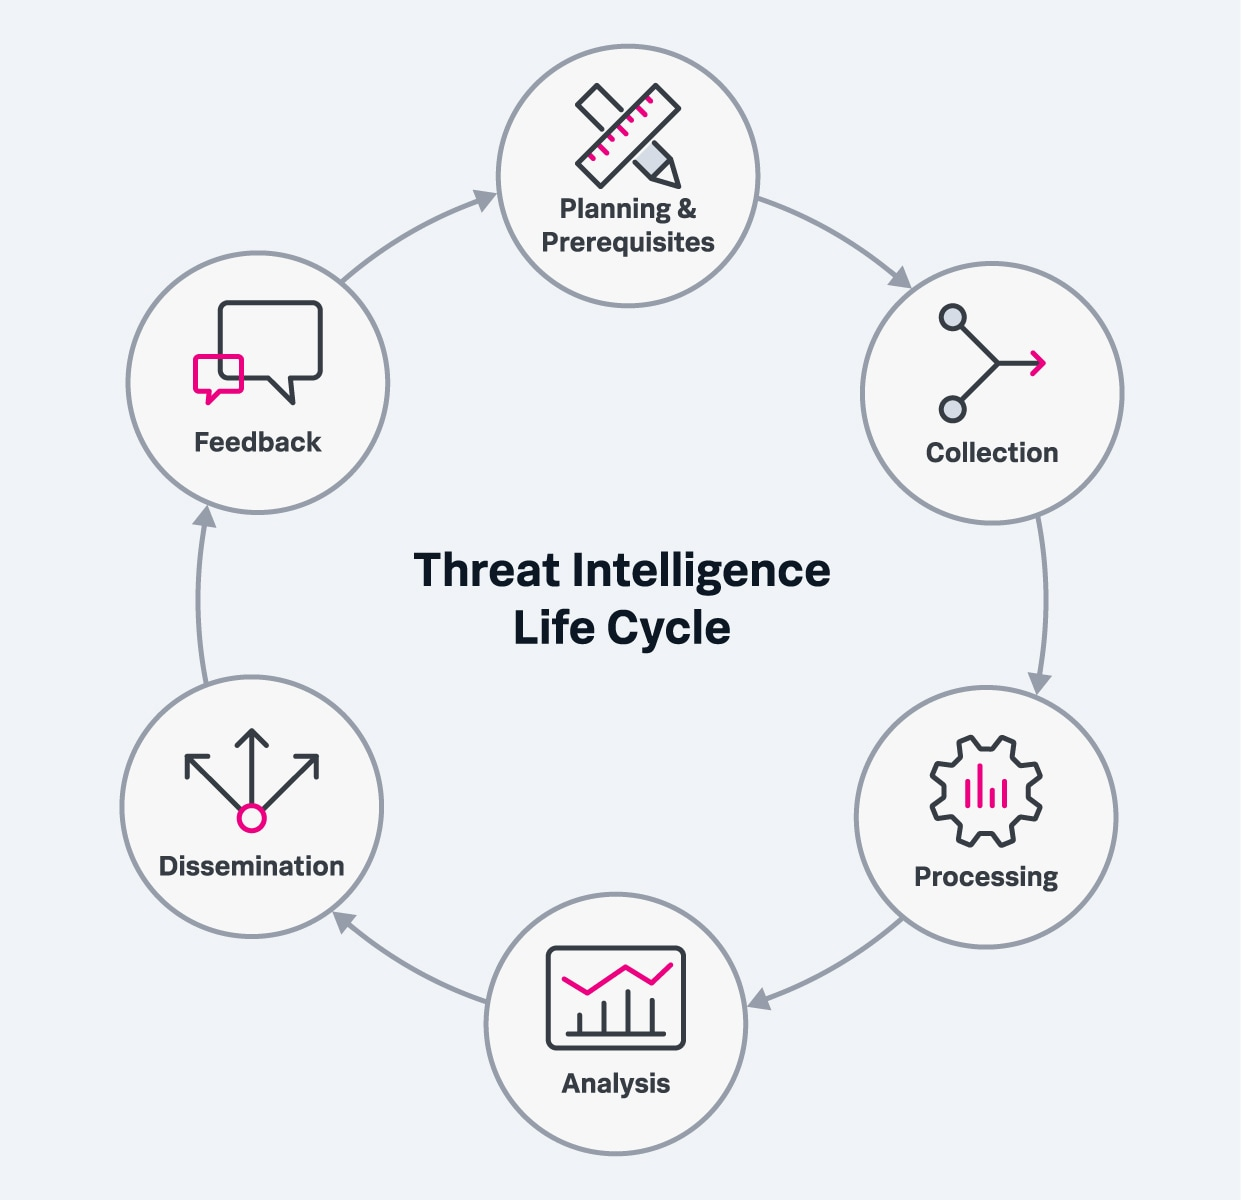 Planning &
Prerequisites
Collection
Processing
Analysis
Dissemination
Feedback
Threat Intelligence
Life Cycle